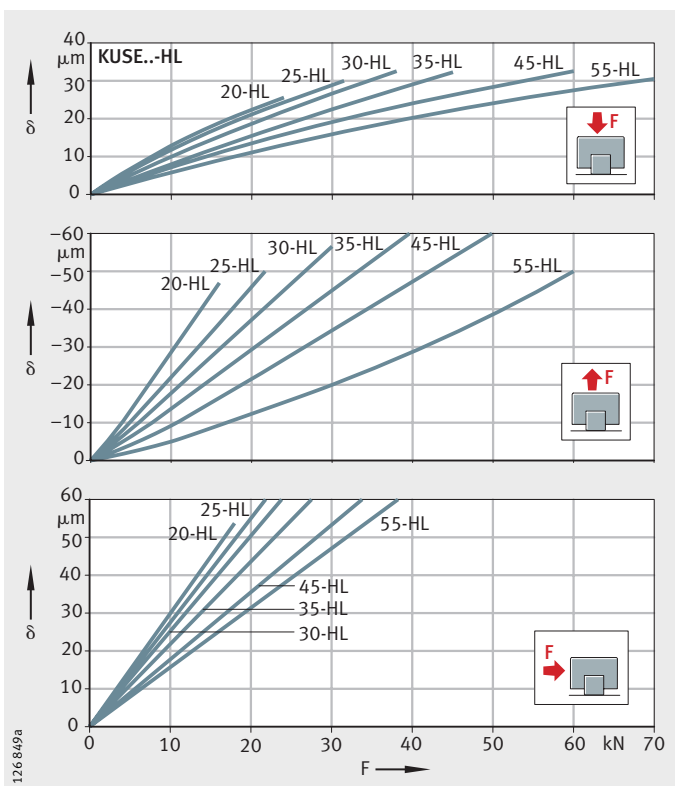 40
μm
KUSE..-HL
30
20
10
0
δ
20-HL
25-HL
30-HL
35-HL
45-HL
55-HL
F
–60
μm
–50
–40
–30
–20
–10
0
δ
20-HL
25-HL
30-HL
35-HL
45-HL
55-HL
F
60
μm
50
40
30
20
10
0
δ
25-HL
20-HL
55-HL
45-HL
35-HL
30-HL
F
0 10 20 30 40 50 60 kN 70
F
126 849a